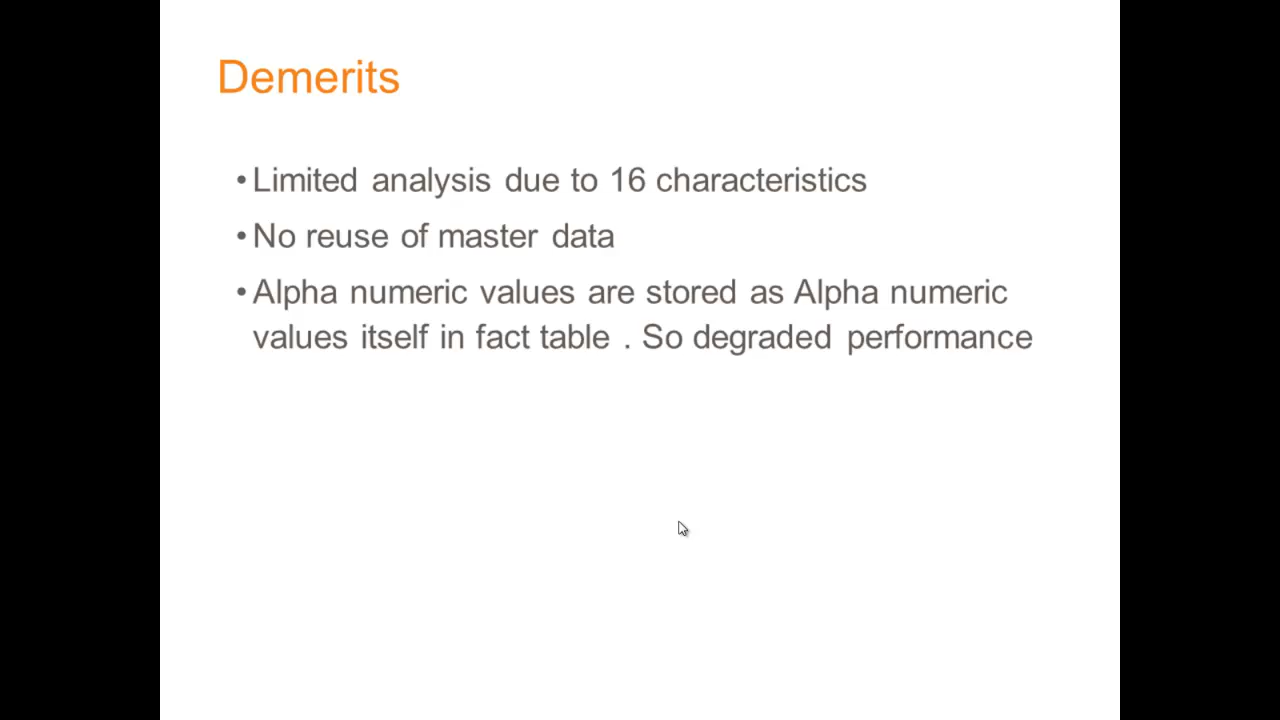 Demerits
•Limited analysis due to 16 characteristics
•No reuse of master data
•Alpha numeric values are stored as Alpha numeric
values itself in fact table . So degraded performance